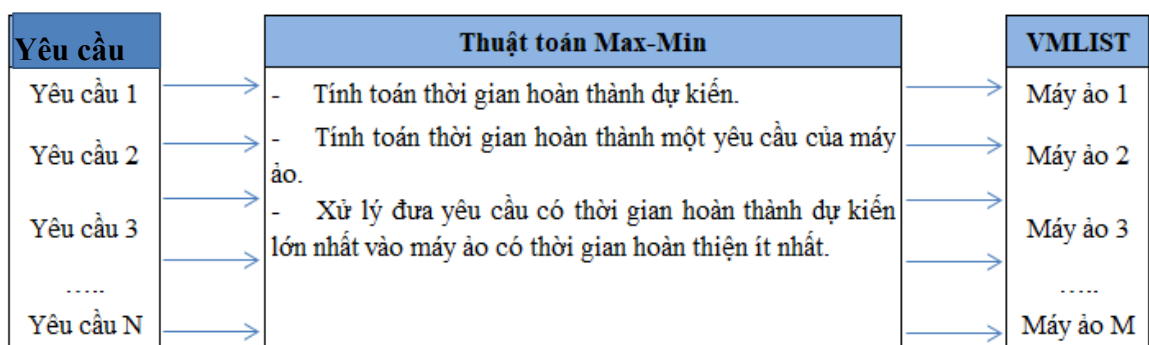 Yêu cầu
Yêu cầu 1
Yêu cầu 2
Yêu cầu 3
…..
Yêu cầu N
Thuật toán Max-Min
- Tính toán thời gian hoàn thành dự kiến.
- Tính toán thời gian hoàn thành một yêu cầu của máy
ảo.
- Xử lý đưa yêu cầu có thời gian hoàn thành dự kiến
lớn nhất vào máy ảo có thời gian hoàn thiện ít nhất.
VMLIST
Máy ảo 1
Máy ảo 2
Máy ảo 3
…..
Máy ảo M